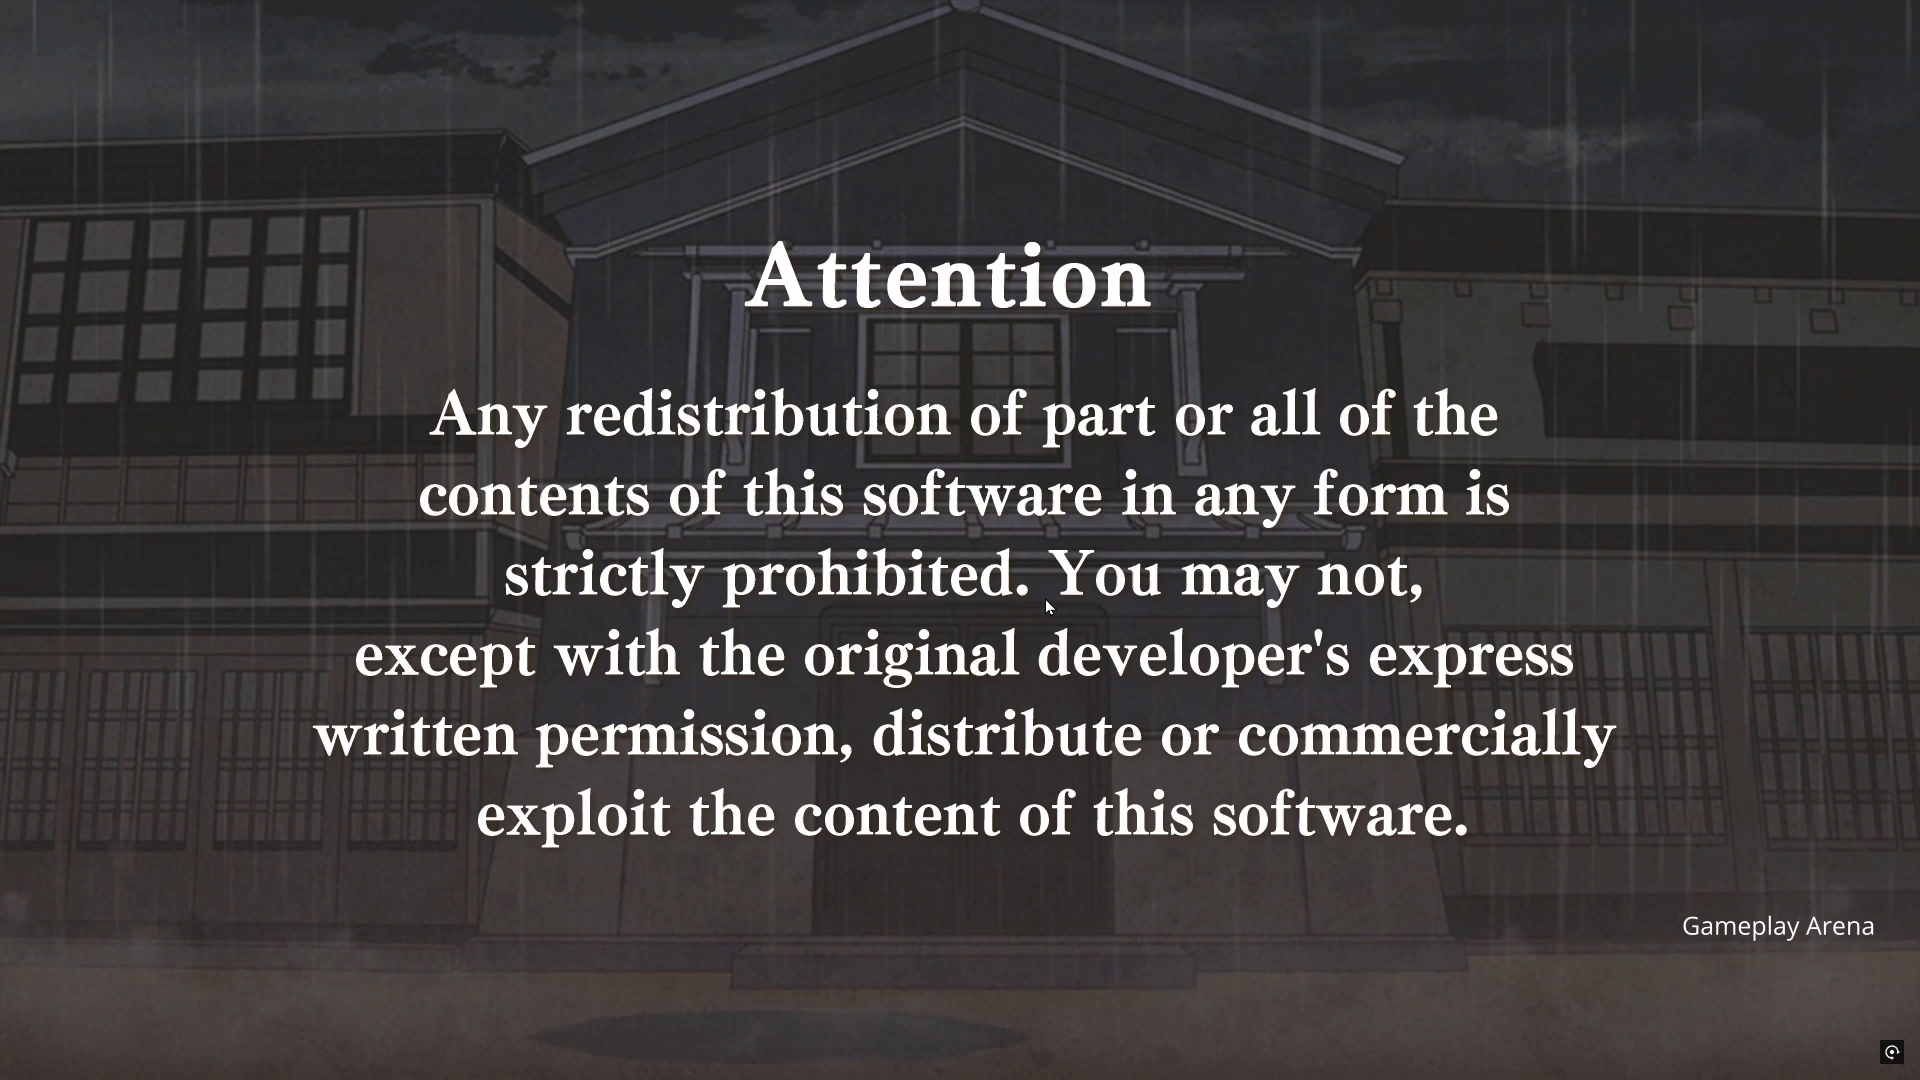 Attention
Any redistribution of part or all of the
contents of this software in any form is
strictly prohibited. You may not,
except with the original developer's express
written permission, distribute or commercially
exploit the content of this software.
Gameplay Arena